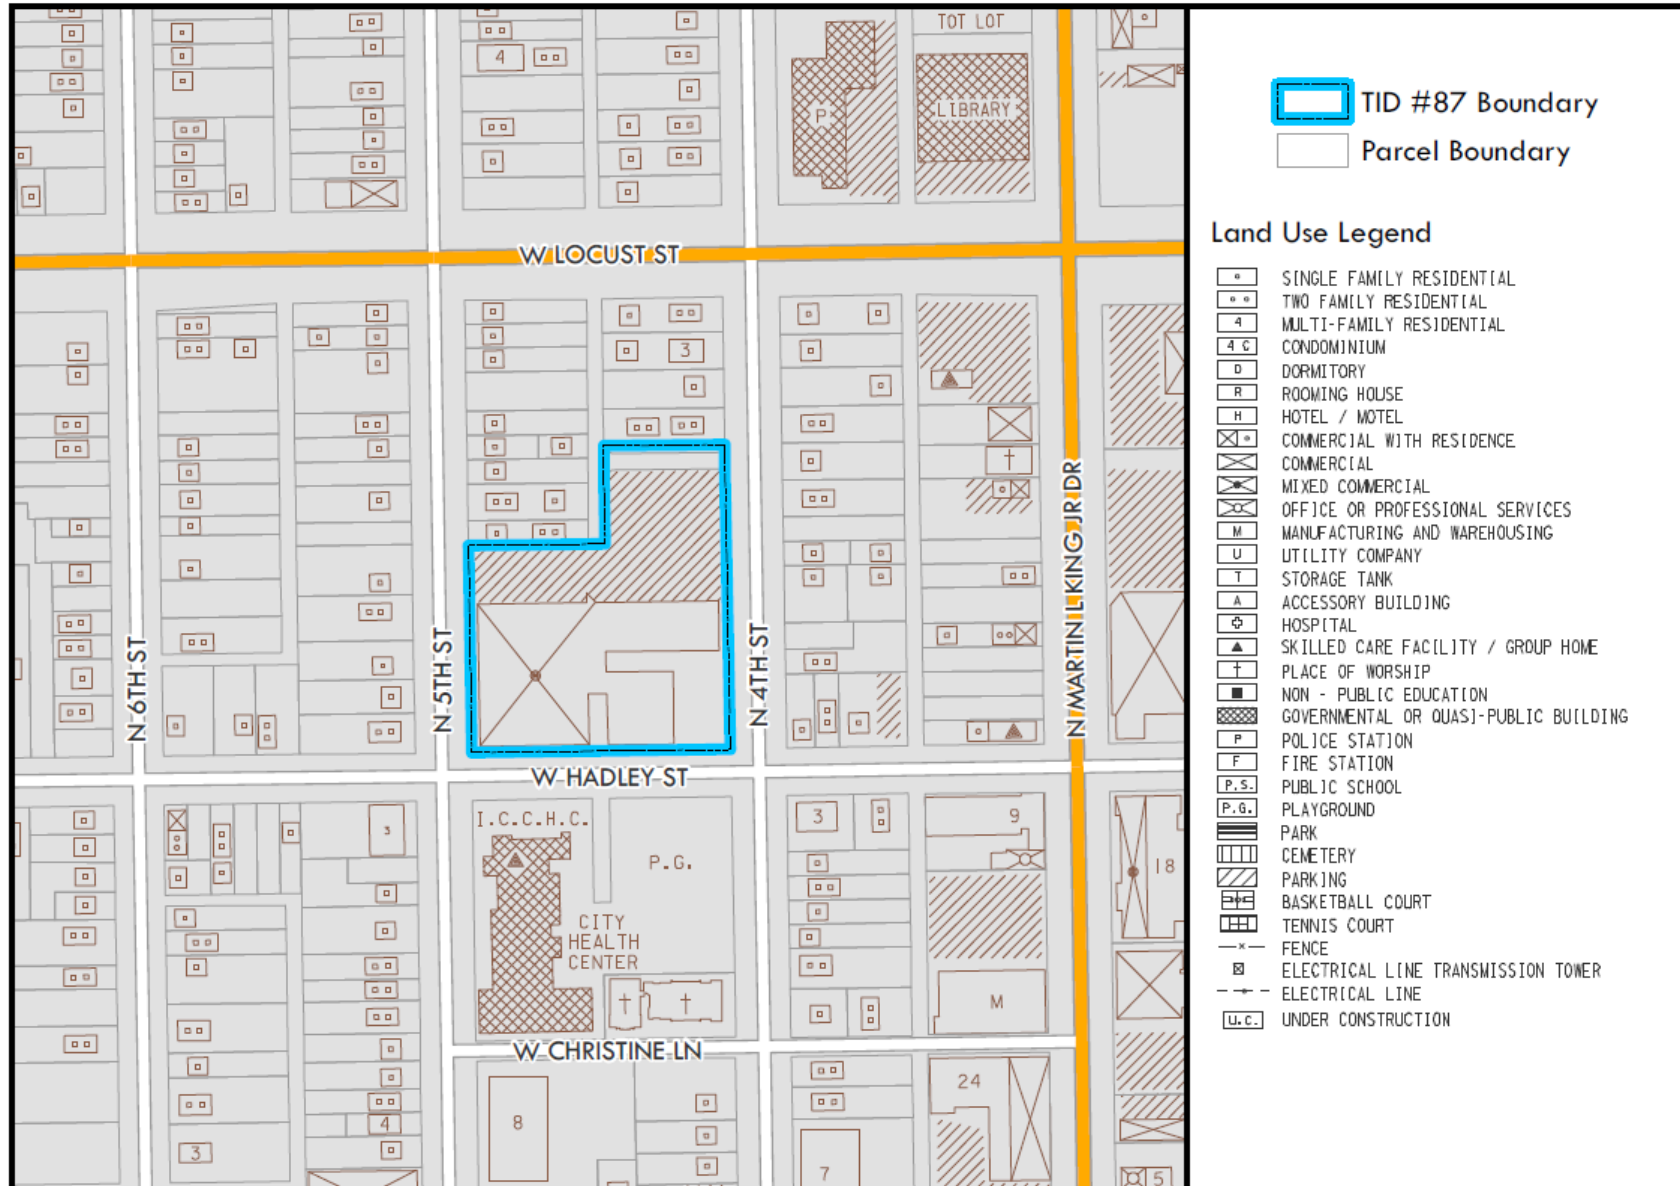 TOT LOT
4
P
LIBRARY
W LOCUST ST
3
N 6TH ST
N 5TH ST
N 4TH ST
N MARTIN L KING JR DR
W HADLEY ST
I.C.C.H.C.
P.G.
CITY
HEALTH
CENTER
3
3
9
18
M
W CHRISTINE LN
8
24
4
3
7
5
TID #87 Boundary
Parcel Boundary
Land Use Legend
SINGLE FAMILY RESIDENTIAL
TWO FAMILY RESIDENTIAL
4 MULTI-FAMILY RESIDENTIAL
4 C CONDOMINIUM
D DORMITORY
R ROOMING HOUSE
H HOTEL / MOTEL
COMMERCIAL WITH RESIDENCE
COMMERCIAL
MIXED COMMERCIAL
OFFICE OR PROFESSIONAL SERVICES
M MANUFACTURING AND WAREHOUSING
U UTILITY COMPANY
T STORAGE TANK
A ACCESSORY BUILDING
HOSPITAL
SKILLED CARE FACILITY / GROUP HOME
PLACE OF WORSHIP
NON - PUBLIC EDUCATION
GOVERNMENTAL OR QUASI-PUBLIC BUILDING
P POLICE STATION
F FIRE STATION
P.S. PUBLIC SCHOOL
P.G. PLAYGROUND
PARK
CEMETERY
PARKING
BASKETBALL COURT
TENNIS COURT
FENCE
ELECTRICAL LINE TRANSMISSION TOWER
ELECTRICAL LINE
U.C. UNDER CONSTRUCTION